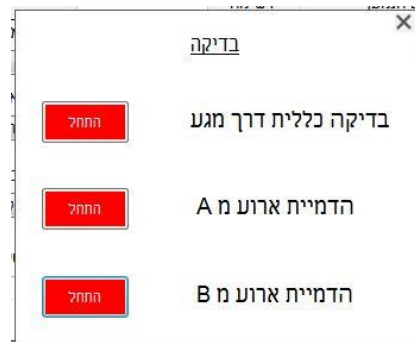 בדיקה
בדיקה כללית דרך מגע
התחל
הדמיית ארוע מ A
התחל
הדמיית ארוע מ B
התחל